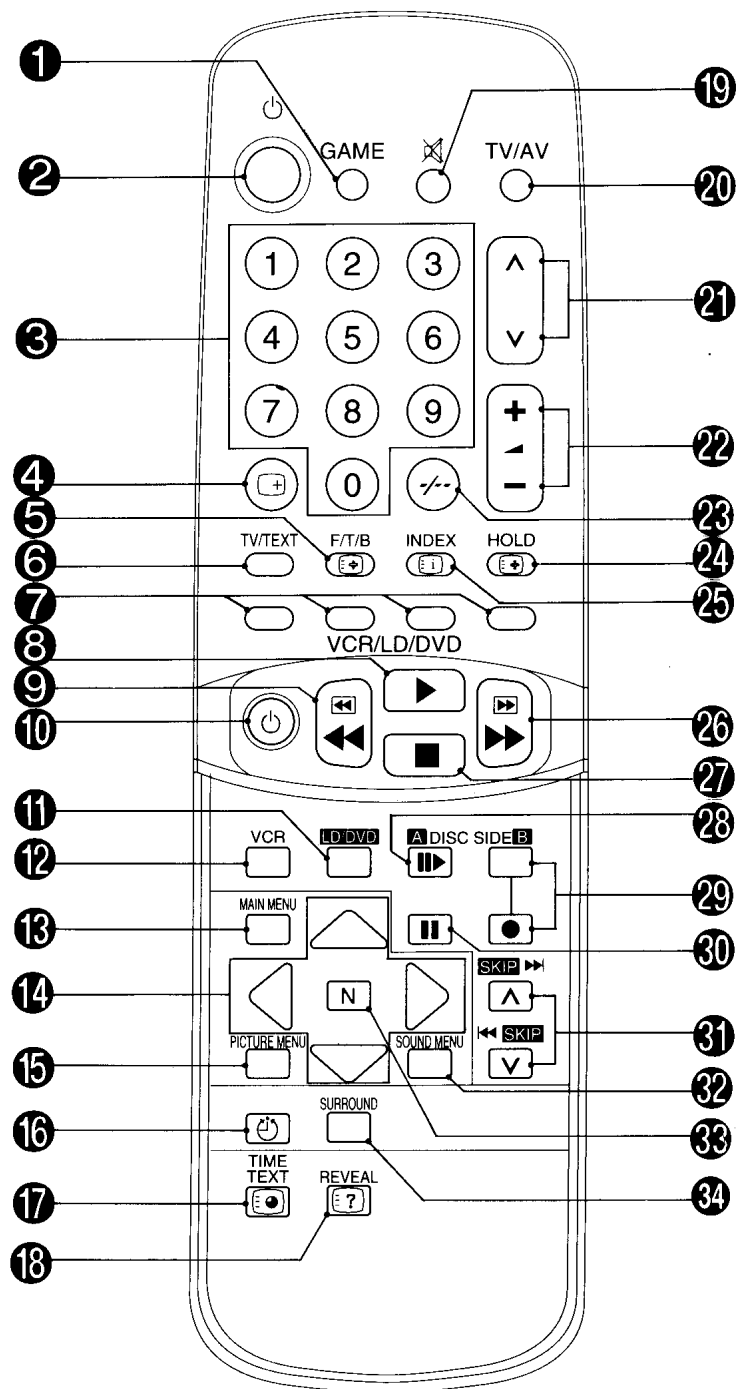 1
19
2
GAME
TV/AV
20
1 2 3
21
3
4 5 6
7 8 9
22
4
0
-/--
5
23
TV/TEXT F/T/B INDEX HOLD
6
i
24
7
25
8
VCR/LD/DVD
9
10
26
27
11
28
12
VCR LD/DVD A DISC SIDE B
29
13
MAIN MENU
30
SKIP
14
N
SKIP
31
15
PICTURE MENU SOUND MENU
32
16
SURROUND
33
TIME
TEXT
REVEAL
17
?
34
18